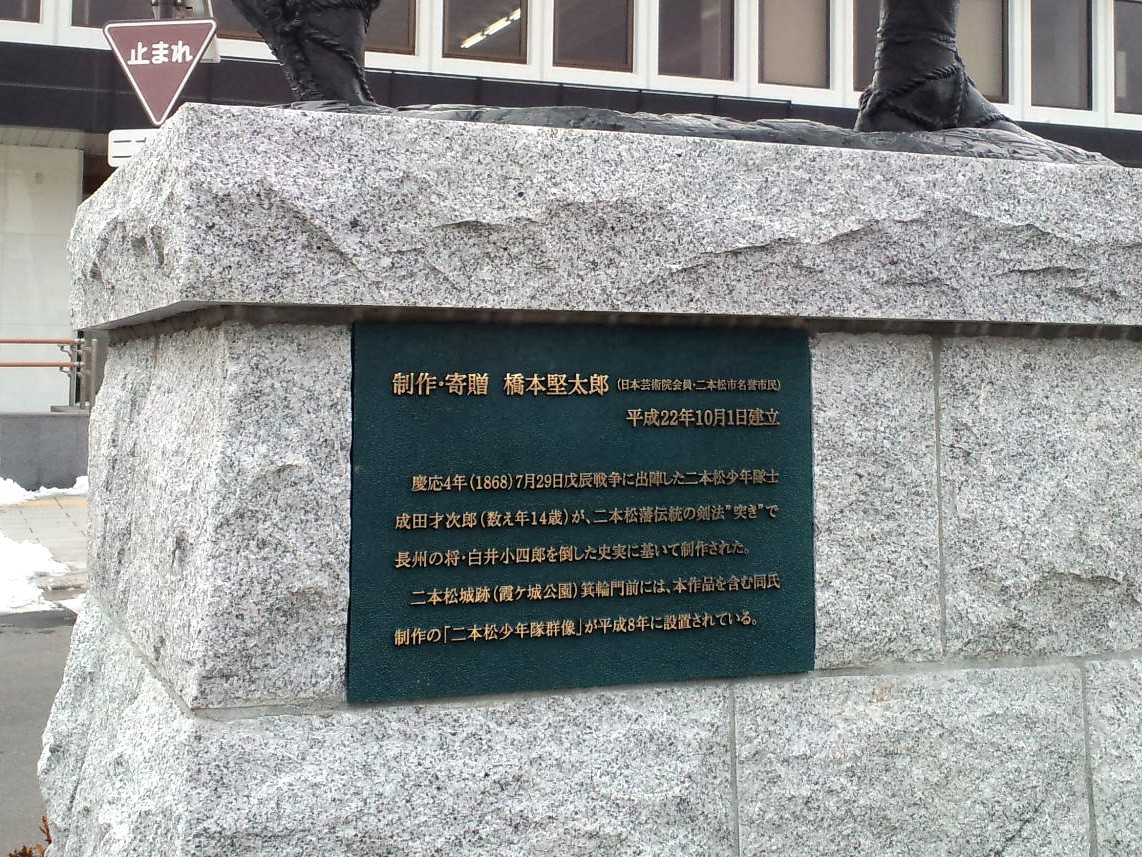 止まれ
制作・寄贈 橋本堅太郎(日本芸術院会員・二本松市名誉市民)
平成22年10月1日建立
慶応4年(1868)7月29日戊辰戦争に出陣した二本松少年隊士
成田才次郎(数え年14歳)が、二本松藩伝統の剣法"突き"で
長州の将・白井小四郎を倒した史実に基いて制作された。
二本松城跡(霞ケ城公園)箕輪門前には、本作品を含む同氏
制作の「二本松少年隊群像」が平成8年に設置されている。